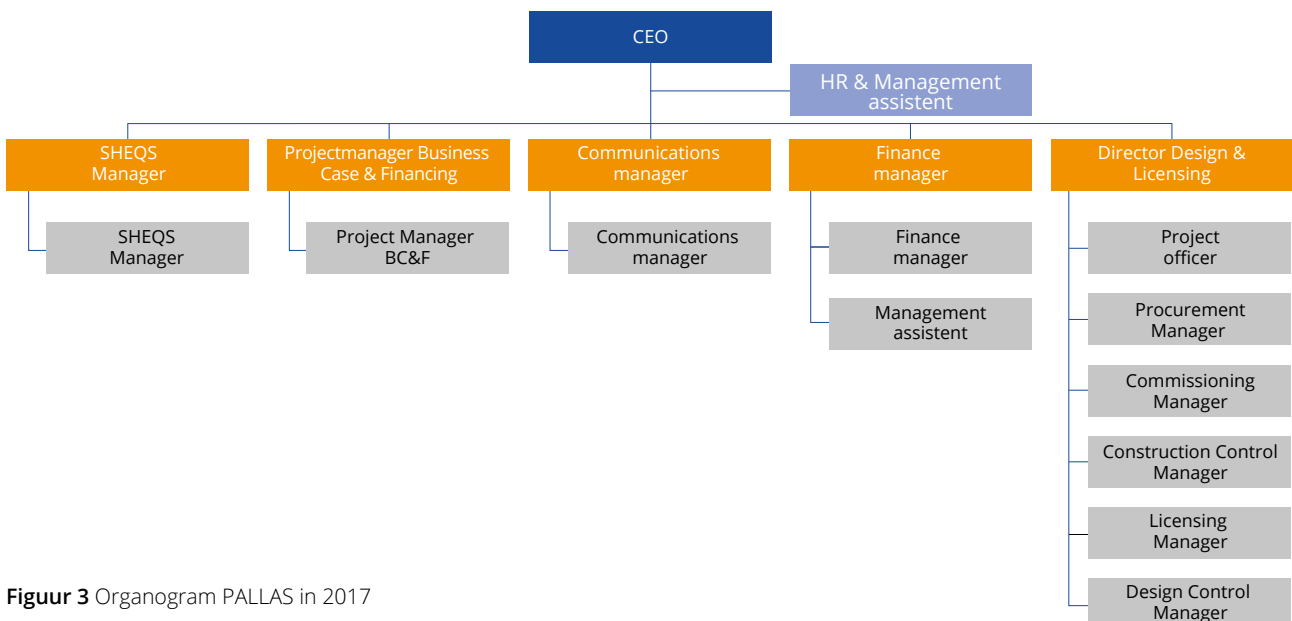 CEO
HR & Management
assistent
SHEQS
Manager
Projectmanager Business
Case & Financing
Communications
manager
Finance
manager
Director Design &
Licensing
SHEQS
Manager
Project Manager
BC&F
Communications
manager
Finance
manager
Management
assistent
Project
officer
Procurement
Manager
Commissioning
Manager
Construction Control
Manager
Licensing
Manager
Design Control
Manager
Figuur 3 Organogram PALLAS in 2017